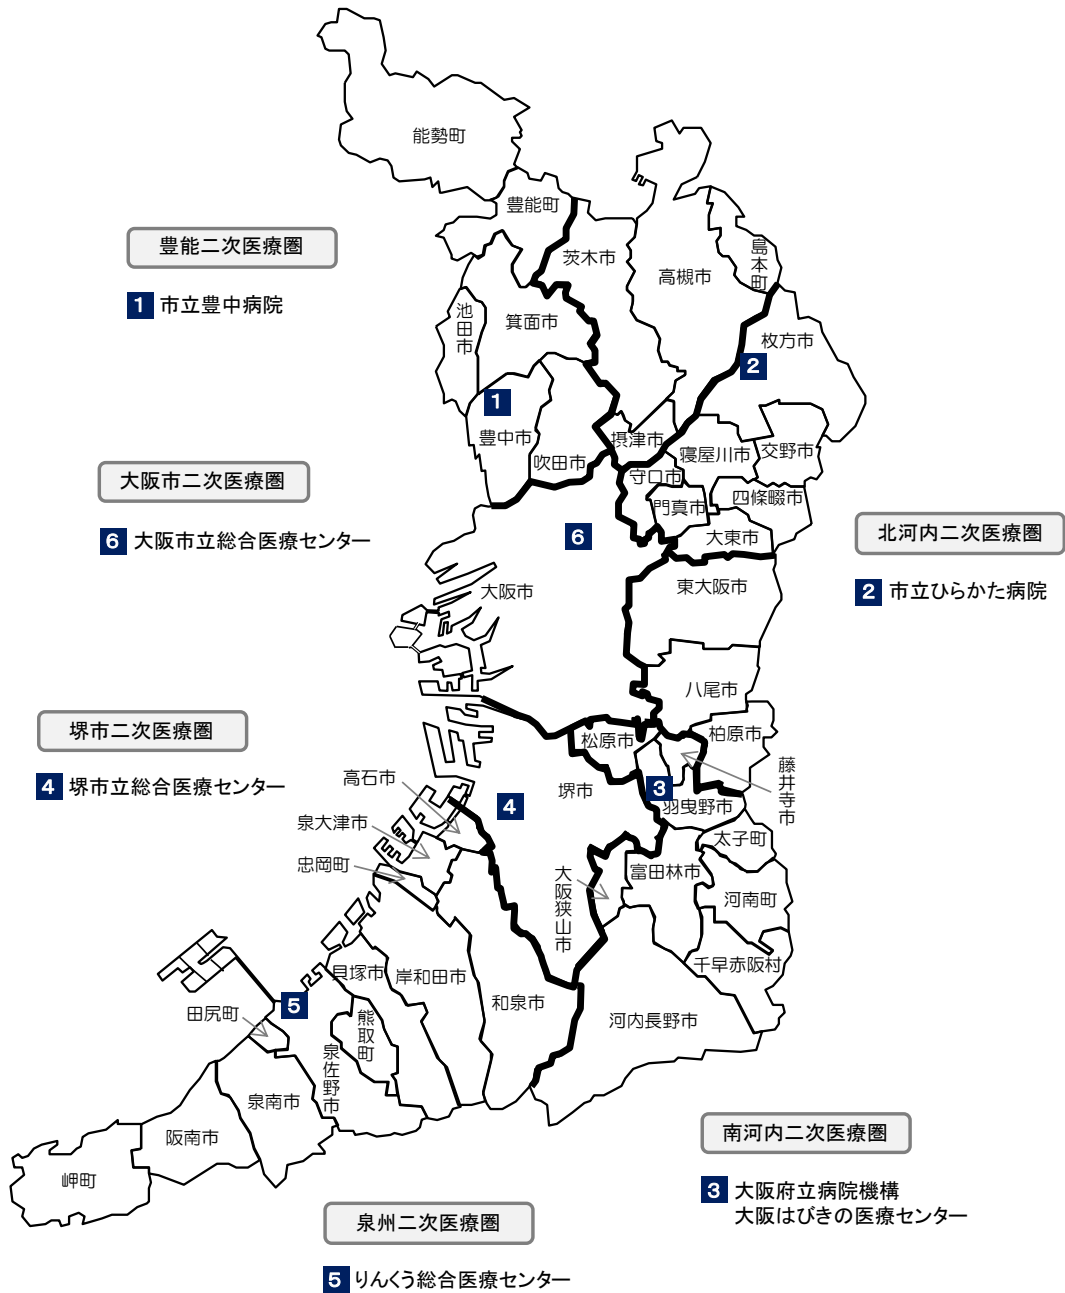 能勢町
豊能町
茨木市
高槻市
島本町
豊能二次医療圏
1 市立豊中病院
池田市
箕面市
枚方市
2
1
豊中市
吹田市
摂津市
守口市
寝屋川市
交野市
門真市
四條畷市
大東市
大阪市二次医療圏
6 大阪市立総合医療センター
6
北河内二次医療圏
2 市立ひらかた病院
大阪市
東大阪市
八尾市
堺市二次医療圏
4 堺市立総合医療センター
松原市
柏原市
藤井寺市
高石市
堺市
3
羽曳野市
4
泉大津市
忠岡町
太子町
大阪狭山市
富田林市
河南町
千早赤阪村
貝塚市
岸和田市
和泉市
河内長野市
5
田尻町
熊取町
泉佐野市
泉南市
阪南市
岬町
南河内二次医療圏
3 大阪府立病院機構
大阪はびきの医療センター
泉州二次医療圏
5 りんくう総合医療センター